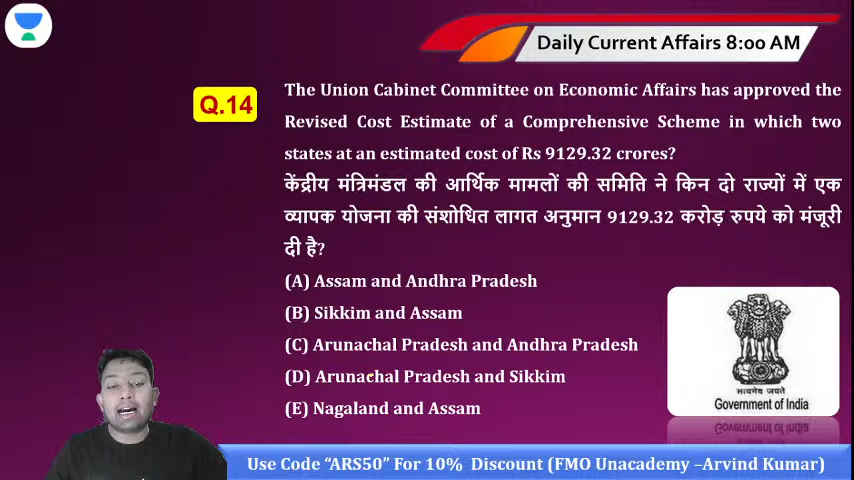 Daily Current Affairs 8:00 AM
Q.14
The Union Cabinet Committee on Economic Affairs has approved the
Revised Cost Estimate of a Comprehensive Scheme in which two
states at an estimated cost of Rs 9129.32 crores?
केंद्रीय मंत्रिमंडल की आर्थिक मामलों की समिति ने किन दो राज्यों में एक
व्यापक योजना की संशोधित लागत अनुमान 9129.32 करोड़ रुपये को मंजूरी
दी है?
(A) Assam and Andhra Pradesh
(B) Sikkim and Assam
(C) Arunachal Pradesh and Andhra Pradesh
(D) Arunachal Pradesh and Sikkim
(E) Nagaland and Assam
सत्यमेव जयते
Government of India
Use Code “ARS50” For 10% Discount (FMO Unacademy –Arvind Kumar)